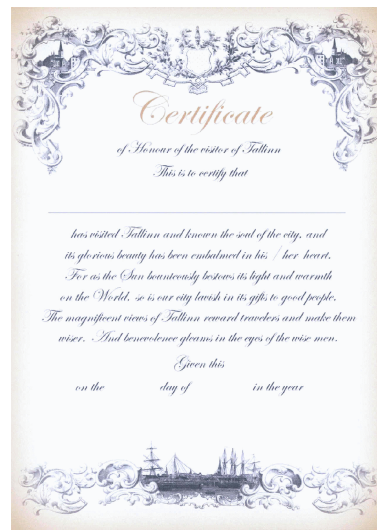 Certificate
of Honour of the visitor of Tallinn
This is to certify that
has visited Tallinn and known the soul of the city, and
its glorious beauty has been embalmed in his / her heart.
For as the Sun bounteously bestows its light and warmth
on the World, so is our city lavish in its gifts to good people.
The magnificent views of Tallinn reward travelers and make them
wiser. And benevolence gleams in the eyes of the wise men.
Given this
on the day of in the year